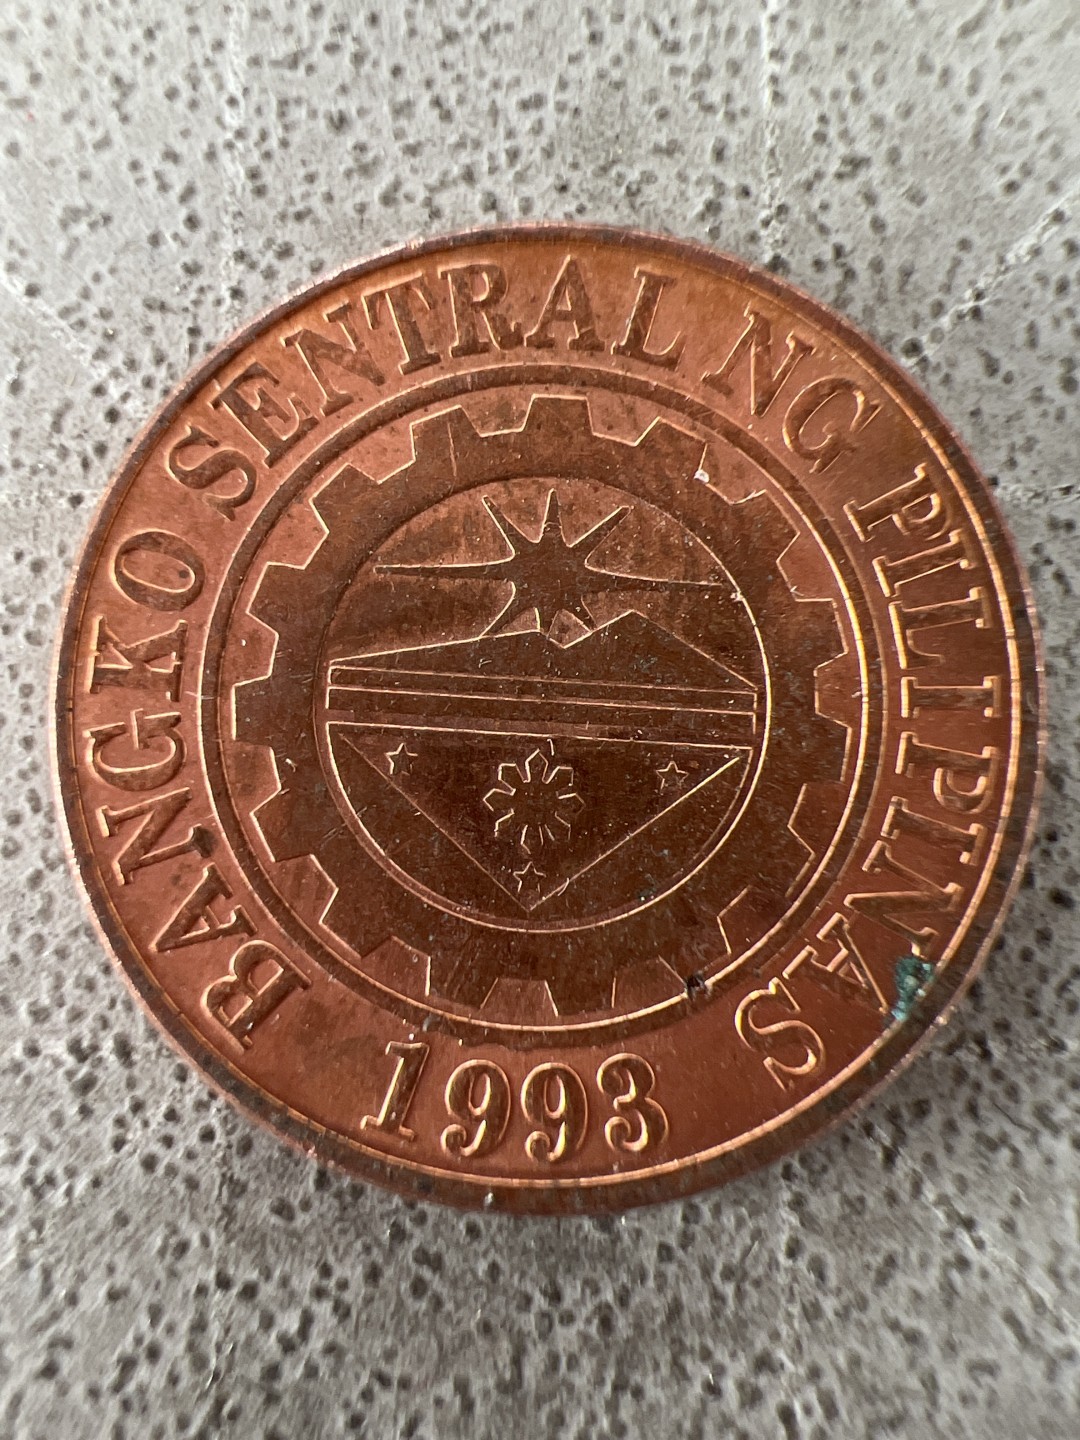 BANGKO SENTRAL NG PILIPINAS
1993